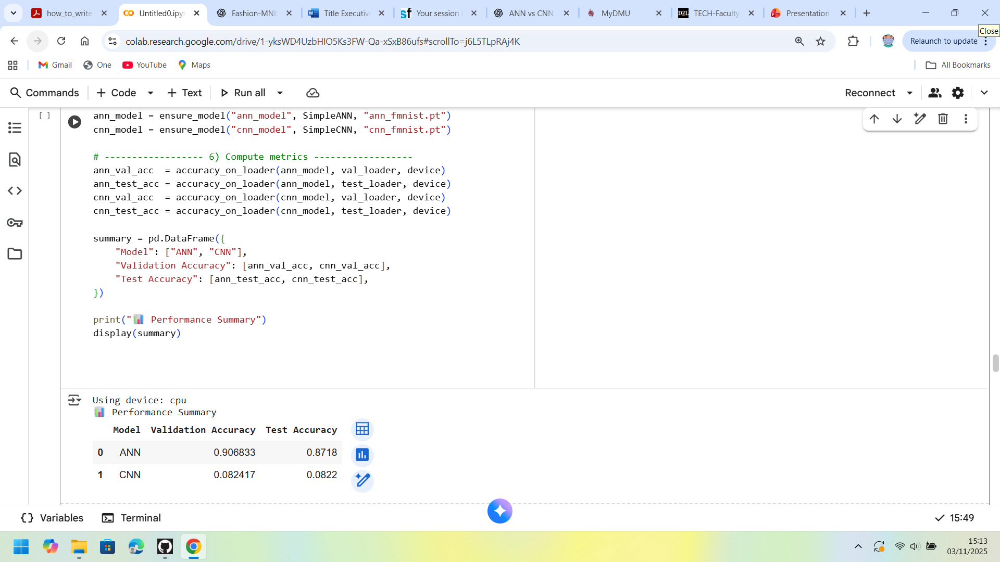 how_to_write
Untitled0.ipyn
Fashion-MNIS
Title Executiv
Your session
ANN vs CNN
MyDMU
D2L TECH-Faculty
Presentation
Close
colab.research.google.com/drive/1-yksWD4UzbHIO5Ks3FW-Qa-xSxB86ufs#scrollTo=j6L5TLpRAj4K
Relaunch to update
Gmail
One
YouTube
Maps
All Bookmarks
Commands
+ Code
+ Text
Run all
Reconnect
[ ]
ann_model = ensure_model("ann_model", SimpleANN, "ann_fmnist.pt")
cnn_model = ensure_model("cnn_model", SimpleCNN, "cnn_fmnist.pt")
# ------------------ 6) Compute metrics ------------------
ann_val_acc  = accuracy_on_loader(ann_model, val_loader, device)
ann_test_acc = accuracy_on_loader(ann_model, test_loader, device)
cnn_val_acc  = accuracy_on_loader(cnn_model, val_loader, device)
cnn_test_acc = accuracy_on_loader(cnn_model, test_loader, device)
summary = pd.DataFrame({
    "Model": ["ANN", "CNN"],
    "Validation Accuracy": [ann_val_acc, cnn_val_acc],
    "Test Accuracy": [ann_test_acc, cnn_test_acc],
})
print("📊 Performance Summary")
display(summary)
Using device: cpu
📊 Performance Summary
Model Validation Accuracy Test Accuracy
0 ANN 0.906833 0.8718
1 CNN 0.082417 0.0822
{} Variables
Terminal
15:49
15:13
03/11/2025